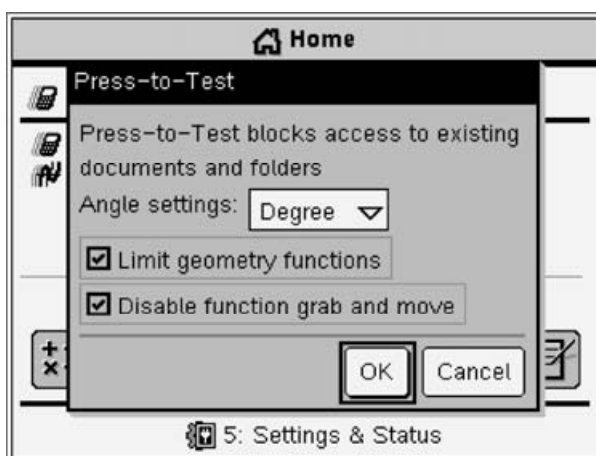 Home
Press-to-Test
Press-to-Test blocks access to existing
documents and folders
Angle settings: Degree
Limit geometry functions
Disable function grab and move
OK Cancel
5: Settings & Status